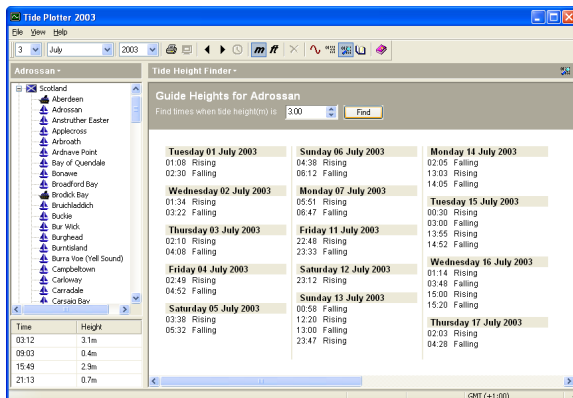 Tide Plotter 2003
File View Help
3 July 2003
m ft
Adrossan
Tide Height Finder
Scotland
Aberdeen
Adrossan
Anstruther Easter
Applecross
Arbroath
Ardnave Point
Bay of Quendale
Bonawe
Broadford Bay
Brodick Bay
Bruichladdich
Buckie
Bur Wick
Burghead
Burntisland
Burra Voe (Yell Sound)
Campbeltown
Carloway
Carradale
Carsaig Bay
Time Height
03:12 3.1m
09:03 0.4m
15:49 2.9m
21:13 0.7m
Guide Heights for Adrossan
Find times when tide height(m) is 3.00 Find
Tuesday 01 July 2003
01:08 Rising
02:30 Falling
Wednesday 02 July 2003
01:34 Rising
03:22 Falling
Thursday 03 July 2003
02:10 Rising
04:08 Falling
Friday 04 July 2003
02:49 Rising
04:52 Falling
Saturday 05 July 2003
03:38 Rising
05:32 Falling
Sunday 06 July 2003
04:38 Rising
06:12 Falling
Monday 07 July 2003
05:51 Rising
06:47 Falling
Friday 11 July 2003
22:48 Rising
23:33 Falling
Saturday 12 July 2003
23:12 Rising
Sunday 13 July 2003
00:58 Falling
12:20 Rising
13:00 Falling
23:47 Rising
Monday 14 July 2003
02:05 Falling
13:03 Rising
14:05 Falling
Tuesday 15 July 2003
00:30 Rising
03:00 Falling
13:55 Rising
14:52 Falling
Wednesday 16 July 2003
01:14 Rising
03:48 Falling
15:00 Rising
15:20 Falling
Thursday 17 July 2003
02:03 Rising
04:28 Falling
GMT (+1:00)